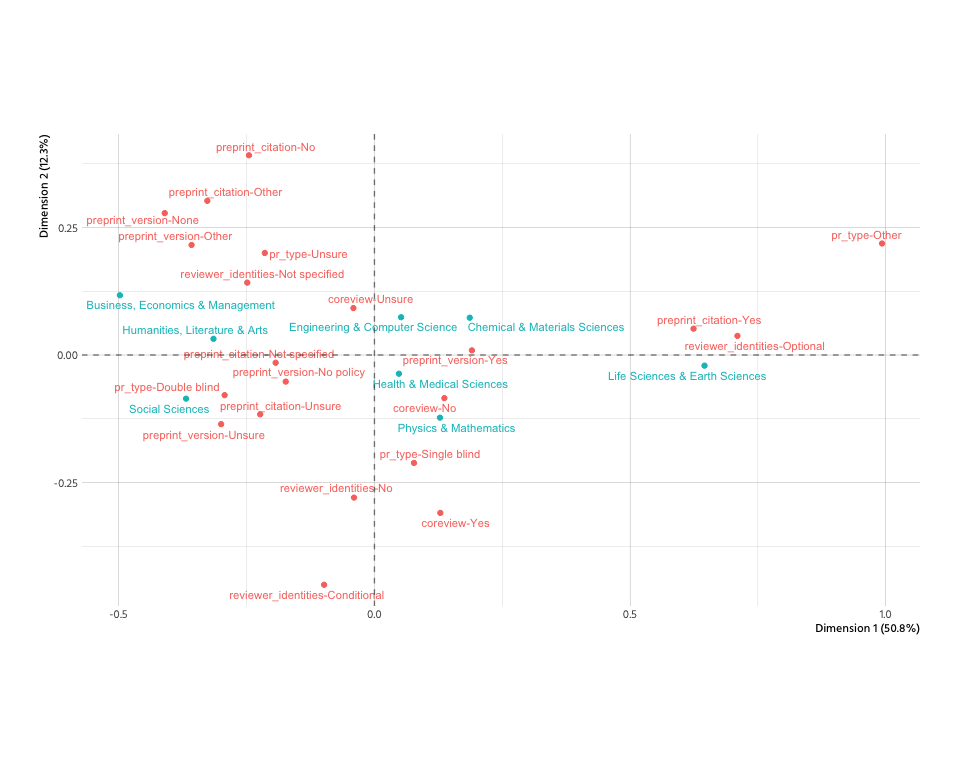 Dimension 2 (12.3%)
preprint_citation-No
preprint_citation-Other
preprint_version-None
0.25
preprint_version-Other
pr_type-Other
pr_type-Unsure
reviewer_identities-Not specified
coreview-Unsure
Business, Economics & Management
preprint_citation-Yes
Humanities, Literature & Arts
Engineering & Computer Science
Chemical & Materials Sciences
reviewer_identities-Optional
0.00
preprint_citation-Not specified
preprint_version-Yes
preprint_version-No policy
Life Sciences & Earth Sciences
pr_type-Double blind
Health & Medical Sciences
Social Sciences
preprint_citation-Unsure
coreview-No
preprint_version-Unsure
Physics & Mathematics
pr_type-Single blind
-0.25
reviewer_identities-No
coreview-Yes
reviewer_identities-Conditional
-0.5
0.0
0.5
1.0
Dimension 1 (50.8%)